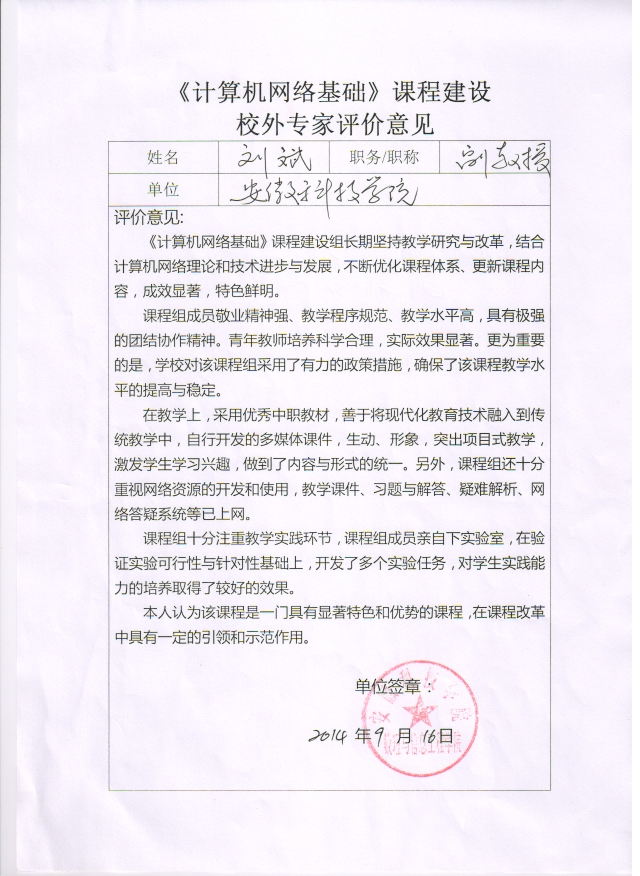 《计算机网络基础》课程建设
校外专家评价意见
姓名 刘斌 职务/职称 副教授
单位 安徽科技学院
评价意见:
《计算机网络基础》课程建设组长期坚持教学研究与改革，结合
计算机网络理论和技术进步与发展，不断优化课程体系、更新课程内
容，成效显著，特色鲜明。
课程组成员敬业精神强、教学程序规范、教学水平高，具有极强
的团结协作精神。青年教师培养科学合理，实际效果显著。更为重要
的是，学校对该课程组采用了有力的政策措施，确保了该课程教学水
平的提高与稳定。
在教学上，采用优秀中职教材，善于将现代化教育技术融入到传
统教学中，自行开发的多媒体课件，生动、形象，突出项目式教学，
激发学生学习兴趣，做到了内容与形式的统一。另外，课程组还十分
重视网络资源的开发和使用，教学课件、习题与解答、疑难解析、网
络答疑系统等已上网。
课程组十分注重教学实践环节，课程组成员亲自下实验室，在验
证实验可行性与针对性基础上，开发了多个实验任务，对学生实践能
力的培养取得了较好的效果。
本人认为该课程是一门具有显著特色和优势的课程，在课程改革
中具有一定的引领和示范作用。
单位签章：
安徽科技学院
数理与信息工程学院
2014 年 9 月 16 日